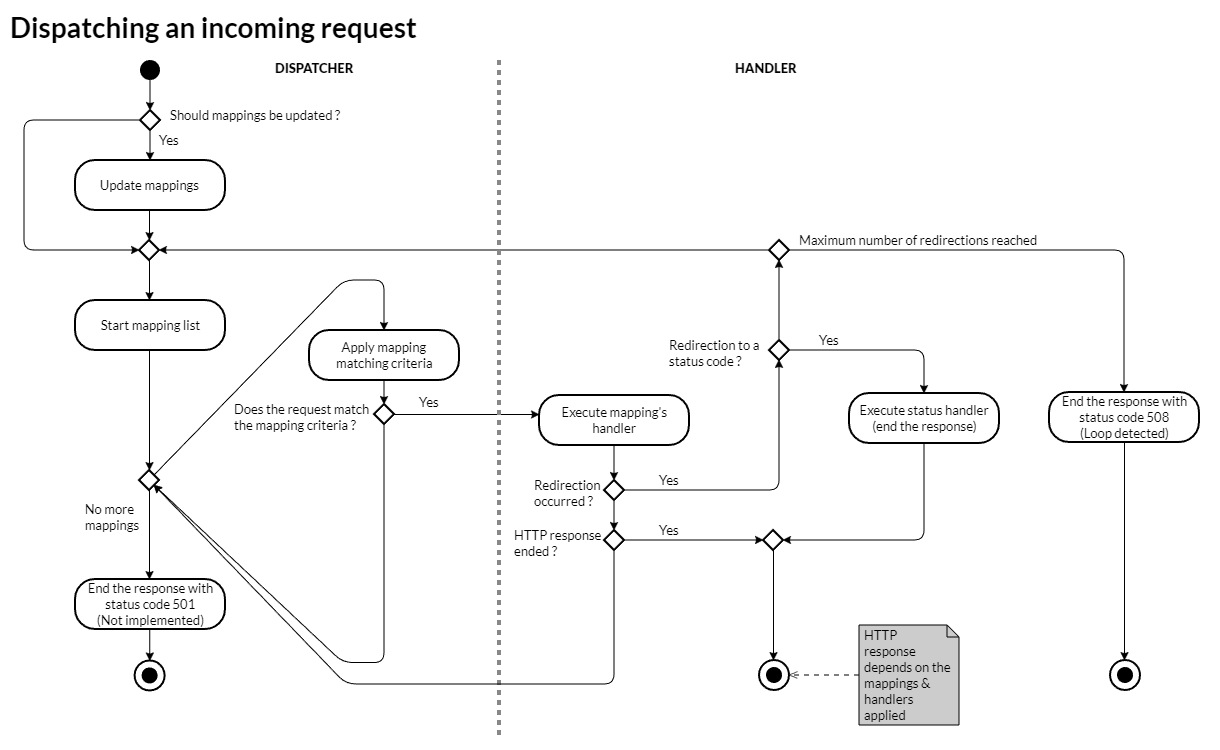 Dispatching an incoming request
DISPATCHER
HANDLER
Should mappings be updated ?
Yes
Update mappings
Maximum number of redirections reached
Start mapping list
Apply mapping
matching criteria
Redirection to a
status code ?
Yes
Does the request match
the mapping criteria ?
Yes
Execute mapping's
handler
Execute status handler
(end the response)
End the response with
status code 508
(Loop detected)
Redirection
occurred ?
Yes
No more
mappings
HTTP response
ended ?
Yes
End the response with
status code 501
(Not implemented)
HTTP
response
depends on the
mappings &
handlers
applied